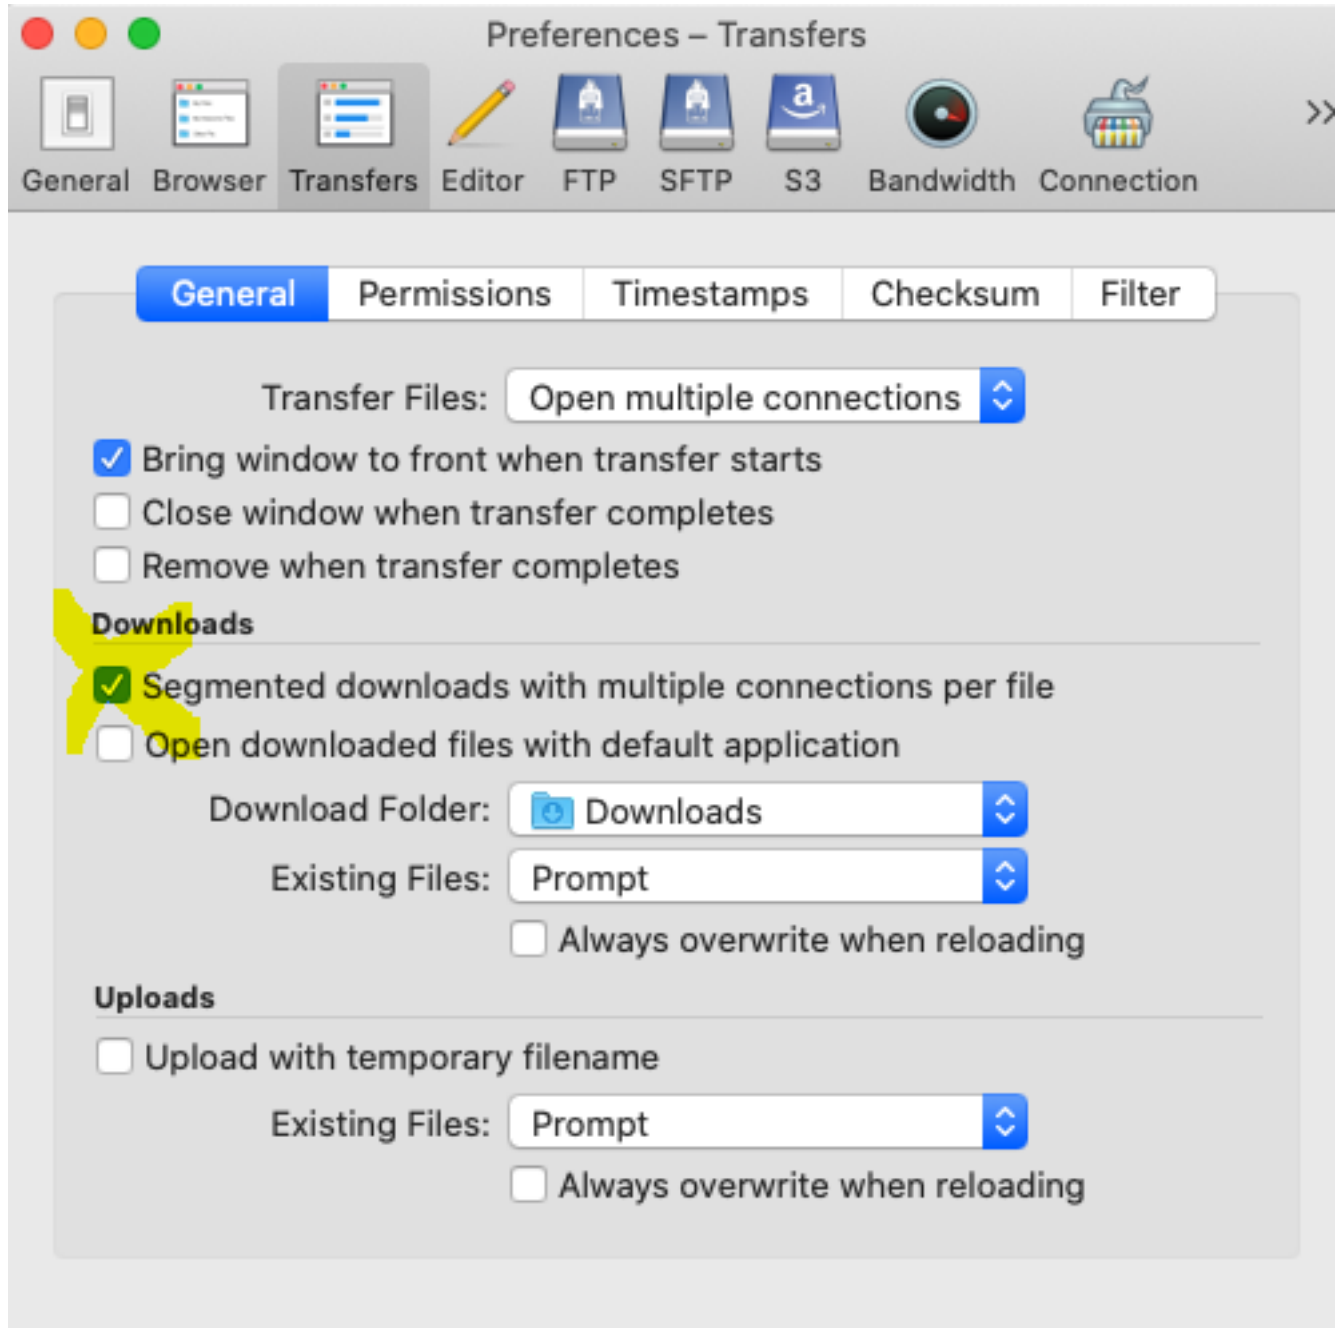 Preferences – Transfers
General Browser Transfers Editor FTP SFTP S3 Bandwidth Connection »
General Permissions Timestamps Checksum Filter
Transfer Files: Open multiple connections
Bring window to front when transfer starts
Close window when transfer completes
Remove when transfer completes
Downloads
Segmented downloads with multiple connections per file
Open downloaded files with default application
Download Folder: Downloads
Existing Files: Prompt
Always overwrite when reloading
Uploads
Upload with temporary filename
Existing Files: Prompt
Always overwrite when reloading